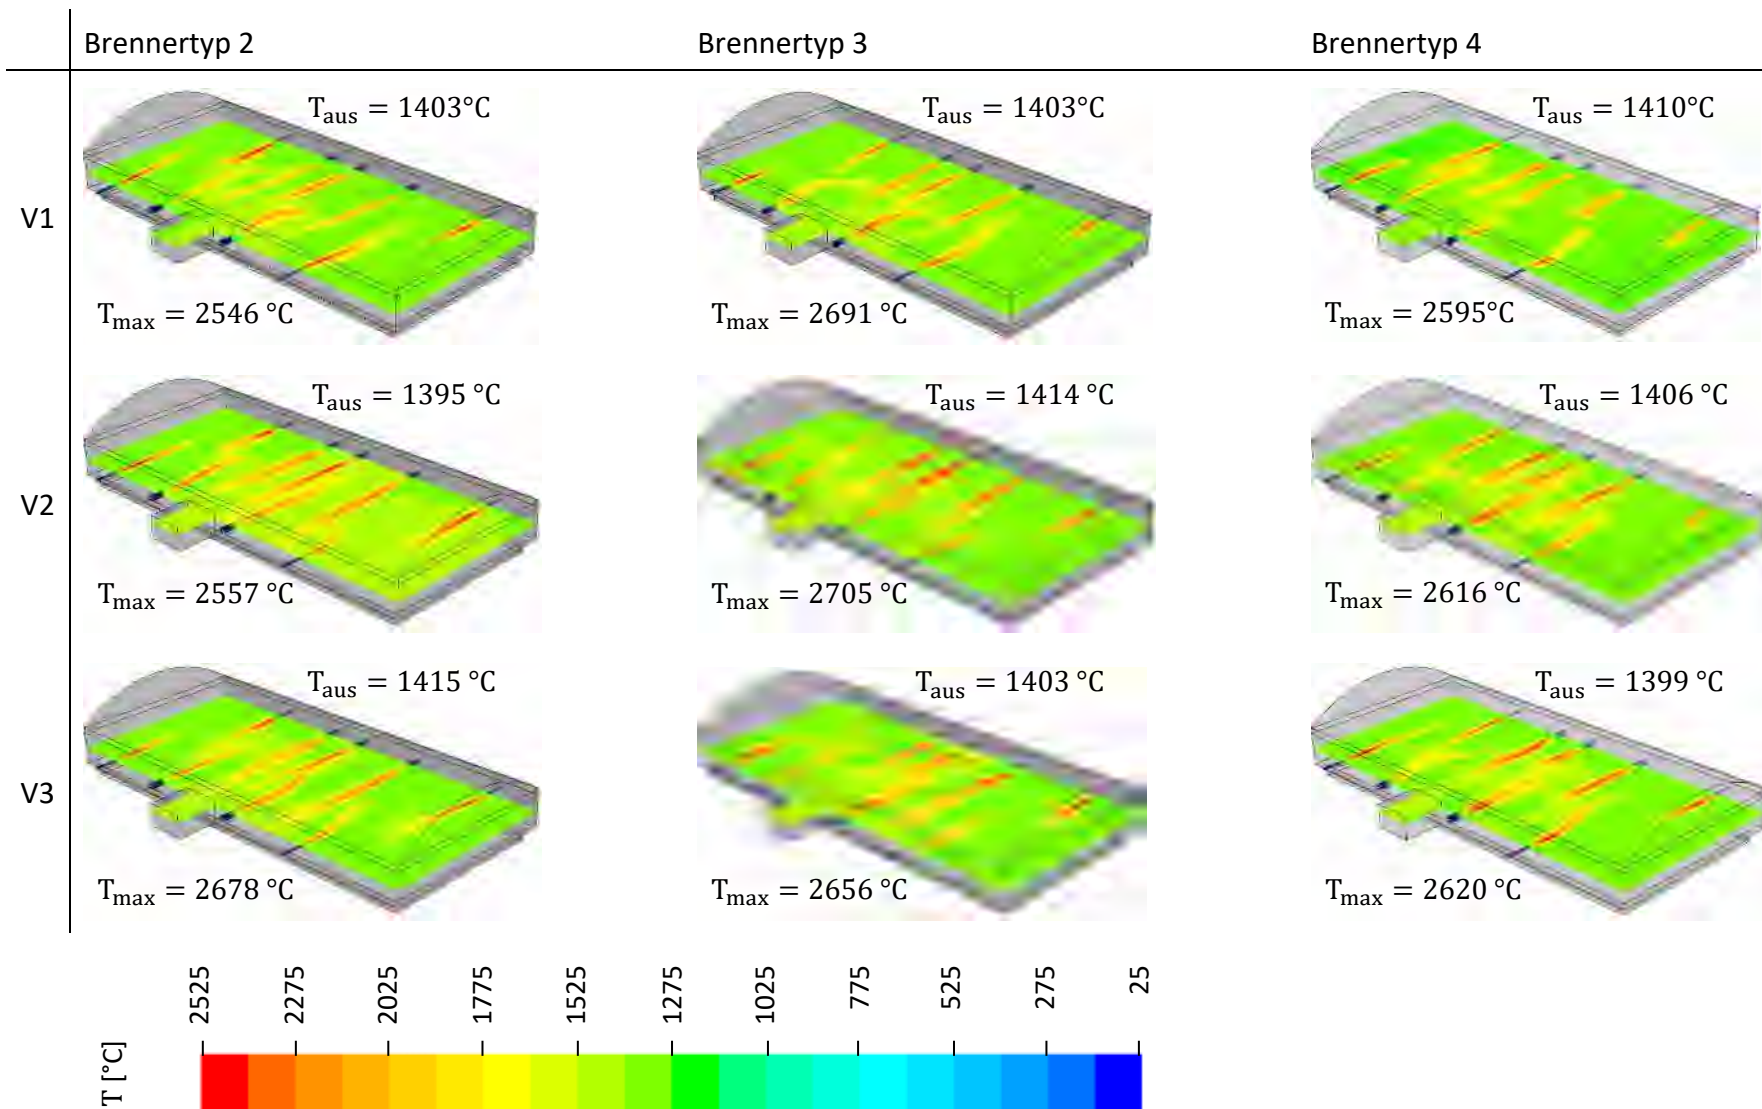 Brennertyp 2 Brennertyp 3 Brennertyp 4
V1
T_aus = 1403°C T_aus = 1403°C T_aus = 1410°C
T_max = 2546 °C T_max = 2691 °C T_max = 2595°C
V2
T_aus = 1395 °C T_aus = 1414 °C T_aus = 1406 °C
T_max = 2557 °C T_max = 2705 °C T_max = 2616 °C
V3
T_aus = 1415 °C T_aus = 1403 °C T_aus = 1399 °C
T_max = 2678 °C T_max = 2656 °C T_max = 2620 °C
2525 2275 2025 1775 1525 1275 1025 775 525 275 25
T [°C]